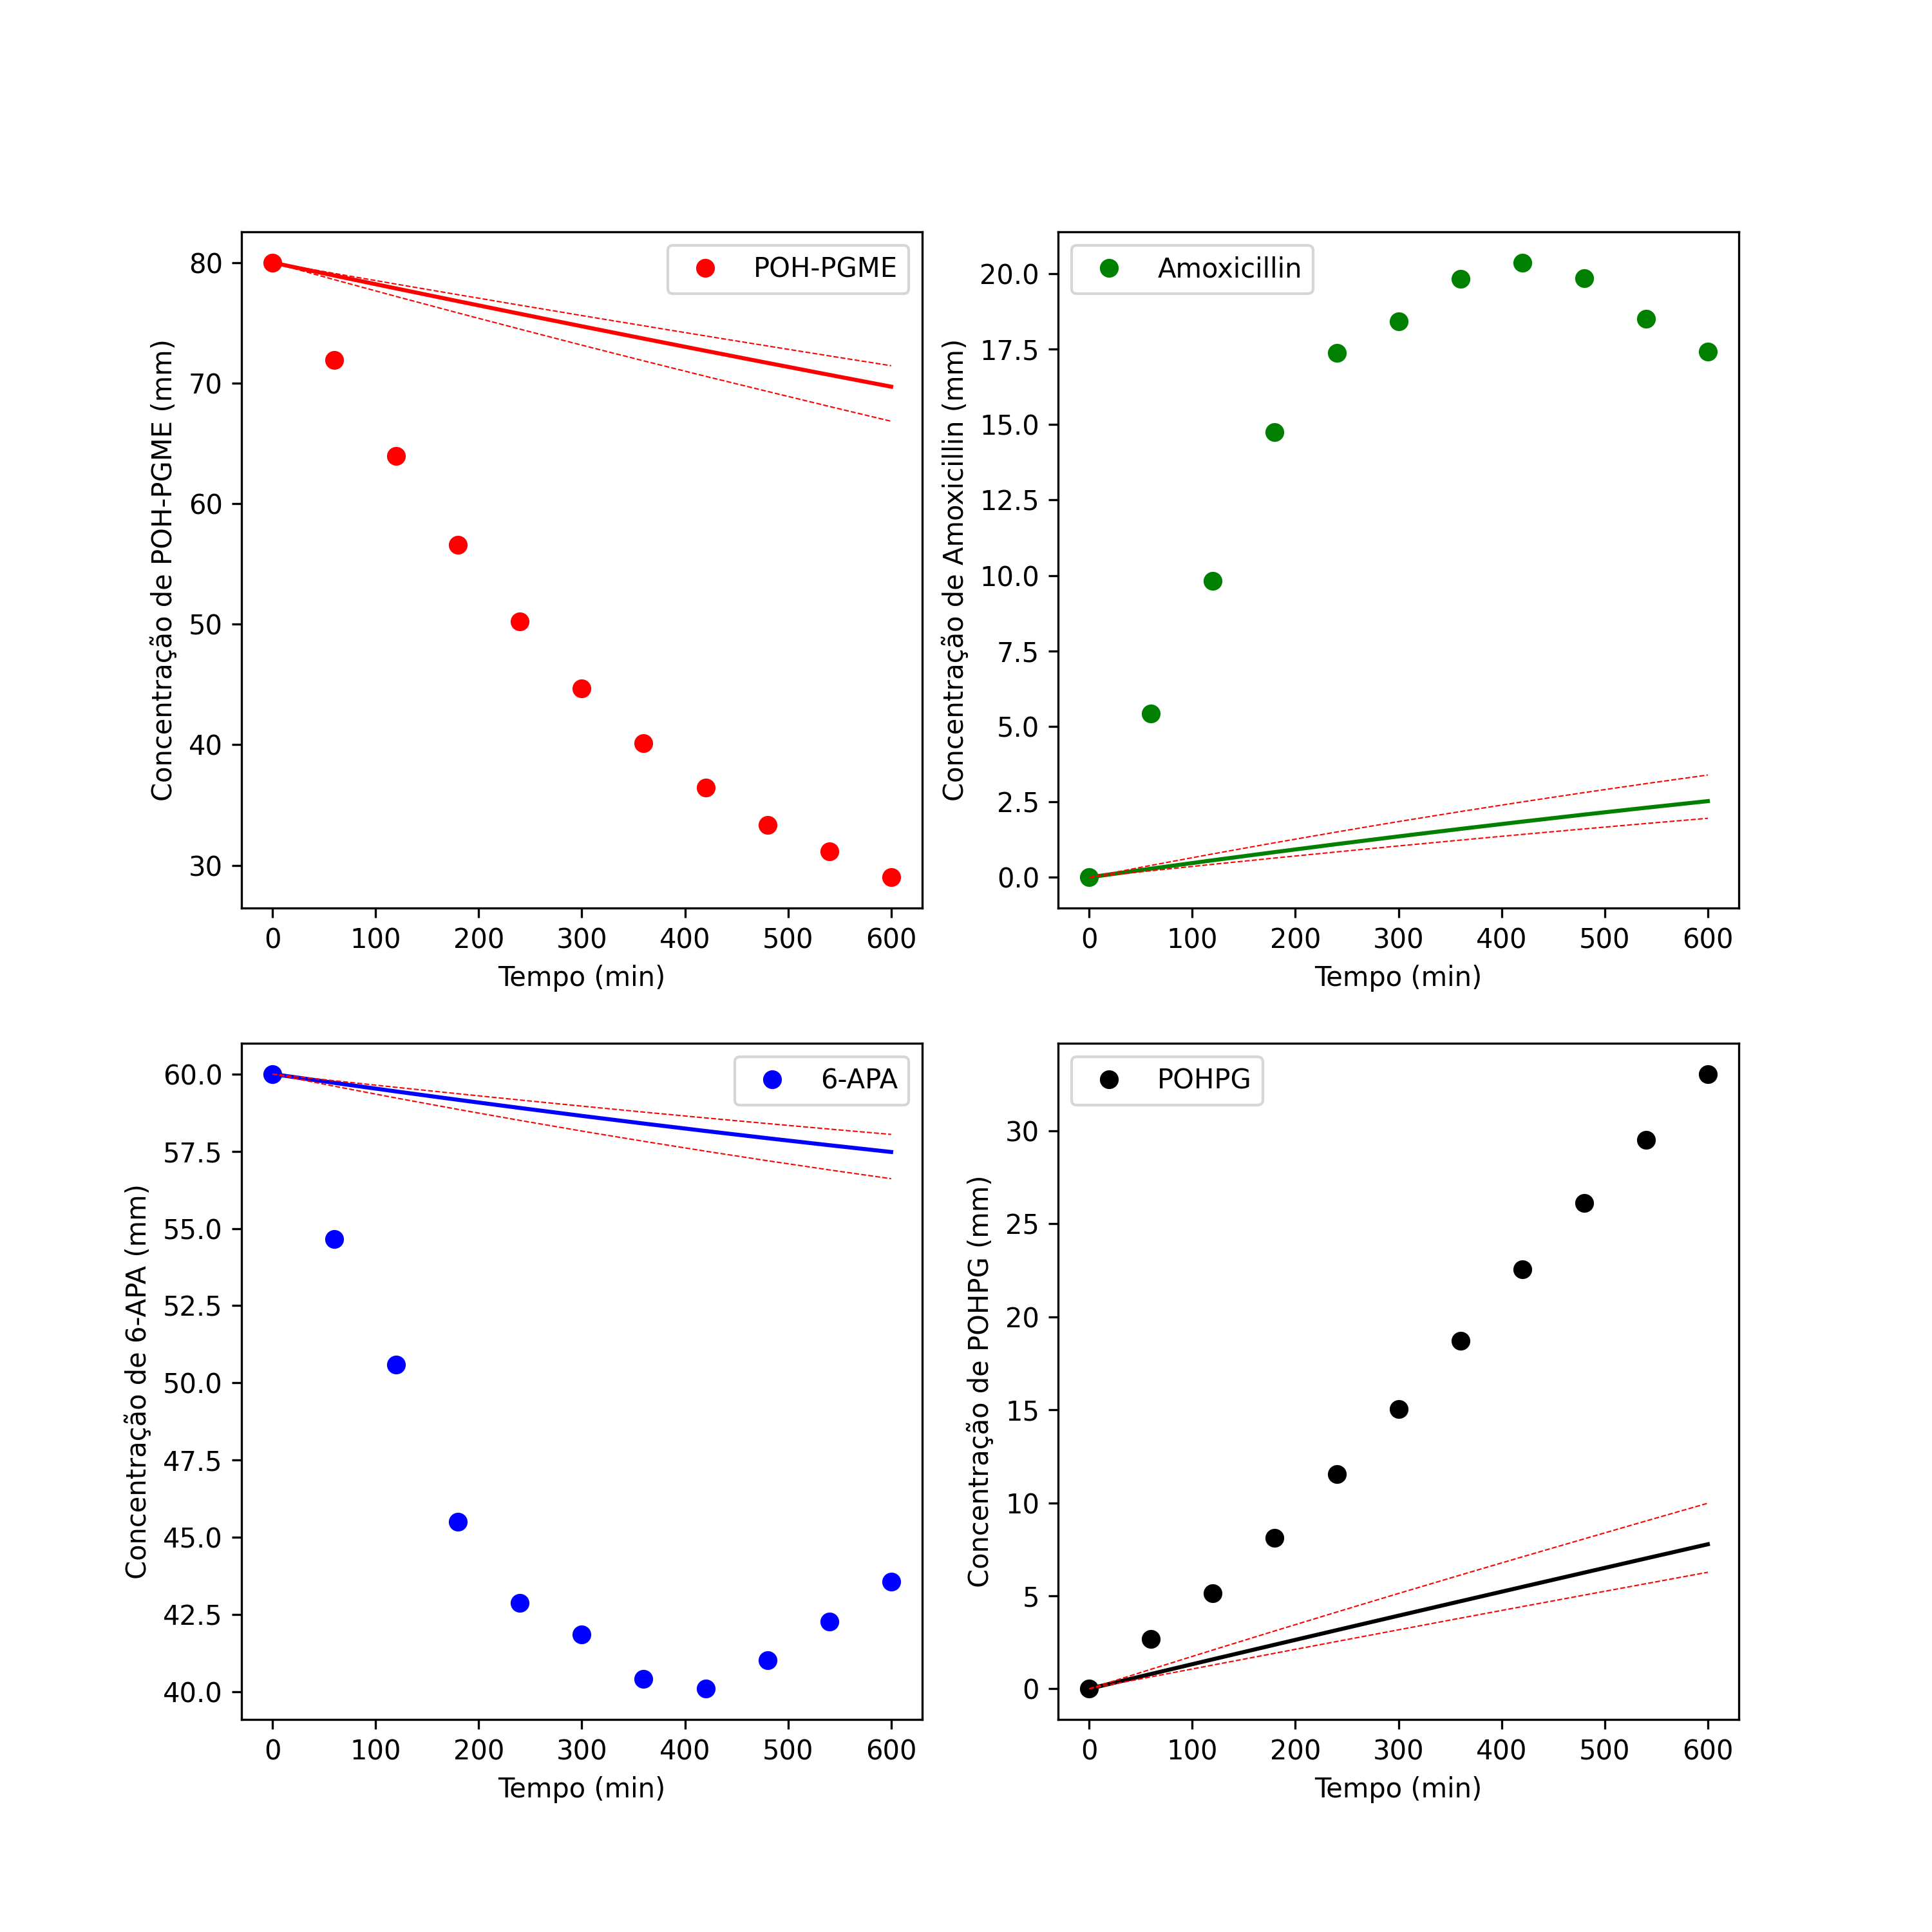 POH-PGME
Concentração de POH-PGME (mm)
80
70
60
50
40
30
0 100 200 300 400 500 600
Tempo (min)
Amoxicillin
Concentração de Amoxicillin (mm)
20.0
17.5
15.0
12.5
10.0
7.5
5.0
2.5
0.0
0 100 200 300 400 500 600
Tempo (min)
6-APA
Concentração de 6-APA (mm)
60.0
57.5
55.0
52.5
50.0
47.5
45.0
42.5
40.0
0 100 200 300 400 500 600
Tempo (min)
POHPG
Concentração de POHPG (mm)
30
25
20
15
10
5
0
0 100 200 300 400 500 600
Tempo (min)